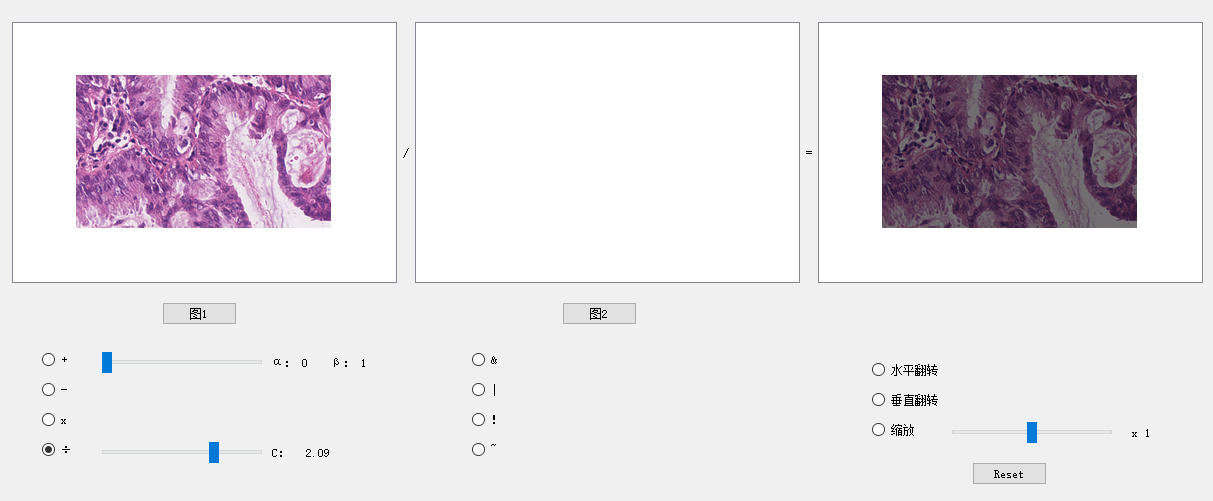 / =
图1 图2
+ α: 0 β: 1 &
水平翻转
- |
垂直翻转
x !
缩放 x 1
÷ C: 2.09 ~
Reset